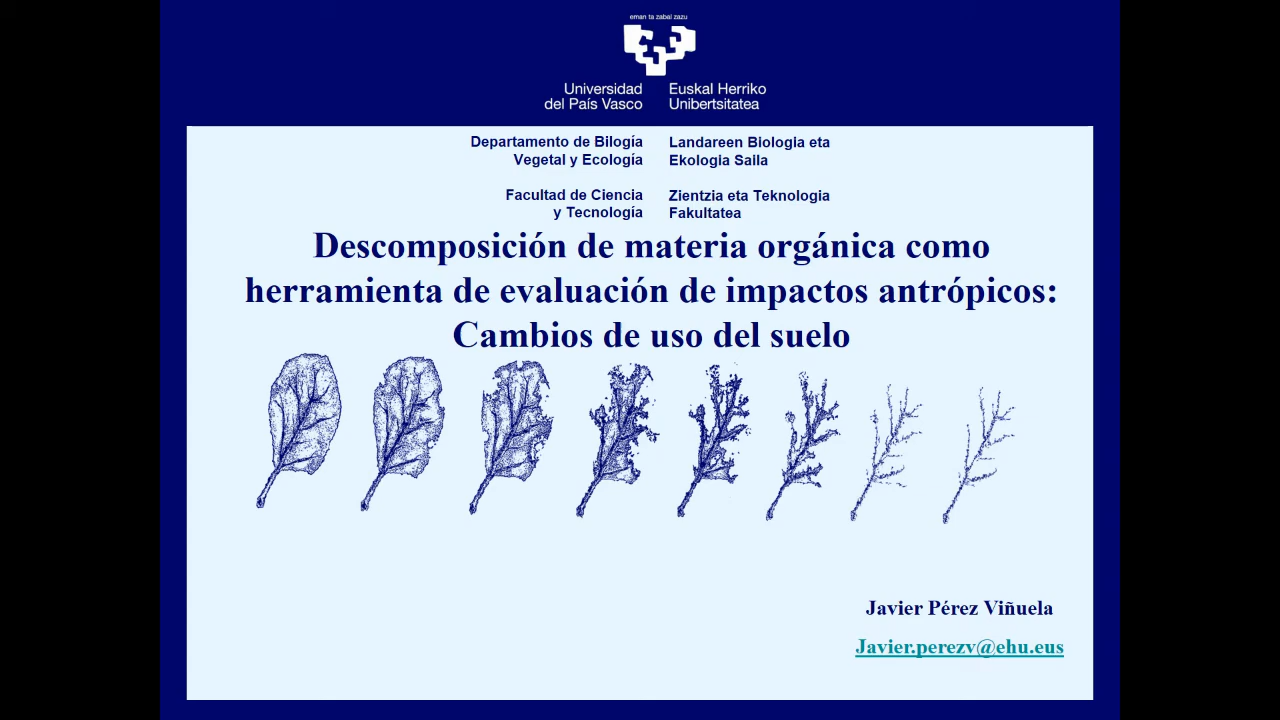 eman ta zabal zazu
Universidad
del País Vasco
Euskal Herriko
Unibertsitatea
Departamento de Bilogía
Vegetal y Ecología
Landareen Biologia eta
Ekologia Saila
Facultad de Ciencia
y Tecnología
Zientzia eta Teknologia
Fakultatea
Descomposición de materia orgánica como
herramienta de evaluación de impactos antrópicos:
Cambios de uso del suelo
Javier Pérez Viñuela
Javier.perezv@ehu.eus